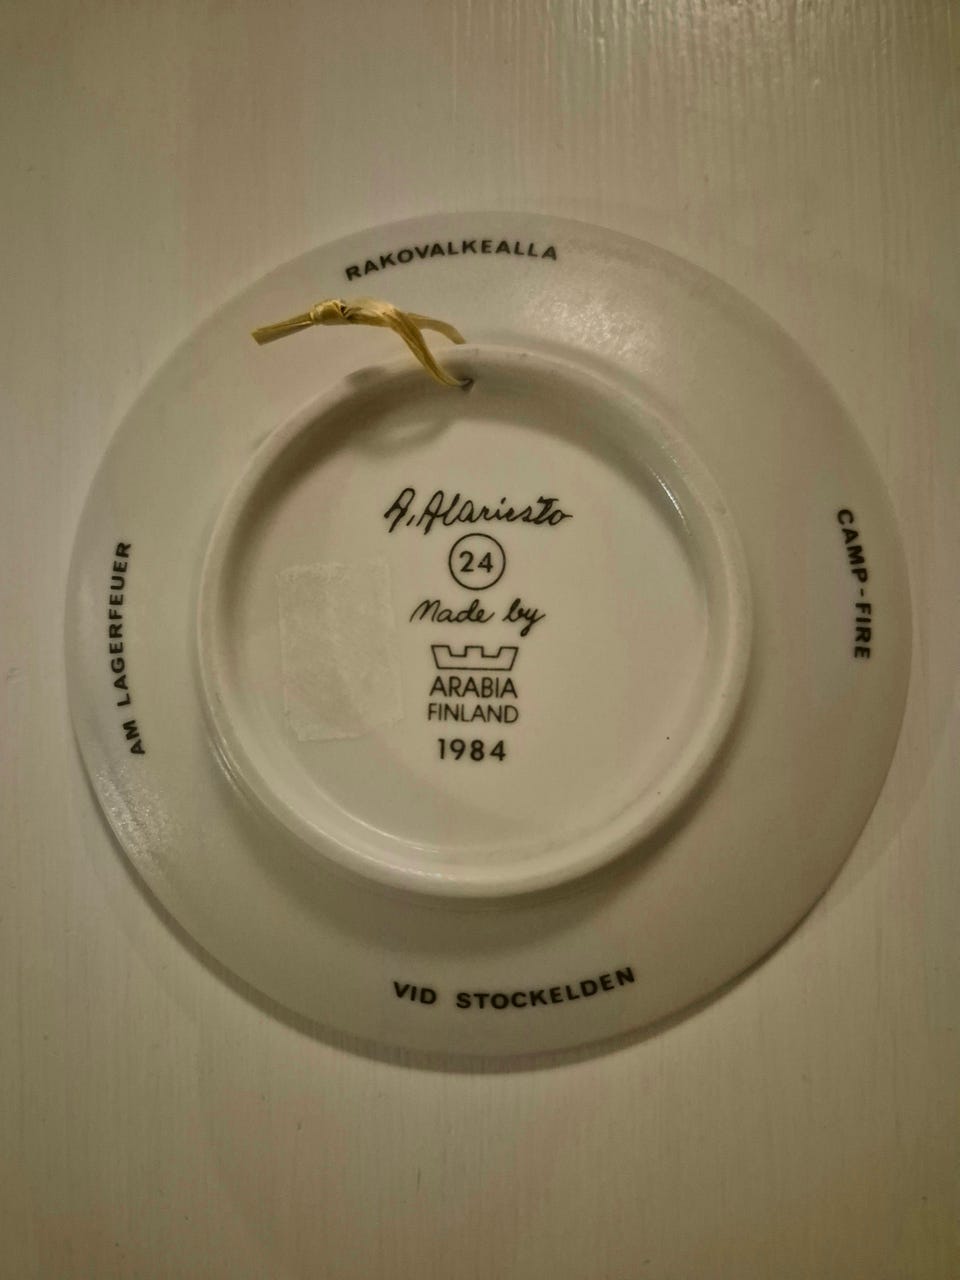 RAKOVALKEALLA
CAMP-FIRE
VID STOCKELDEN
AM LAGERFEUER
A. Alariesto
24
Made by
ARABIA
FINLAND
1984